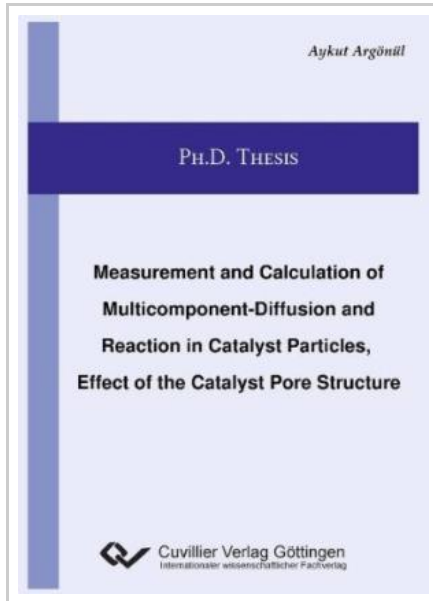 Aykut Argönül
PH.D. THESIS
Measurement and Calculation of
Multicomponent-Diffusion and
Reaction in Catalyst Particles,
Effect of the Catalyst Pore Structure
Cuvillier Verlag Göttingen
Internationaler wissenschaftlicher Fachverlag